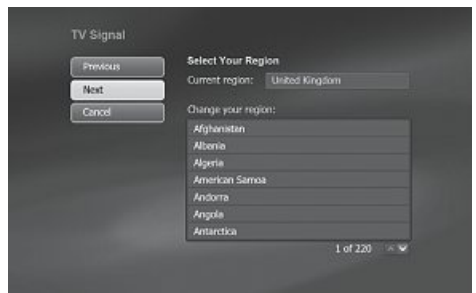 TV Signal
Previous
Next
Cancel
Select Your Region
Current region: United Kingdom
Change your region:
Afghanistan
Albania
Algeria
American Samoa
Andorra
Angola
Antarctica
1 of 220